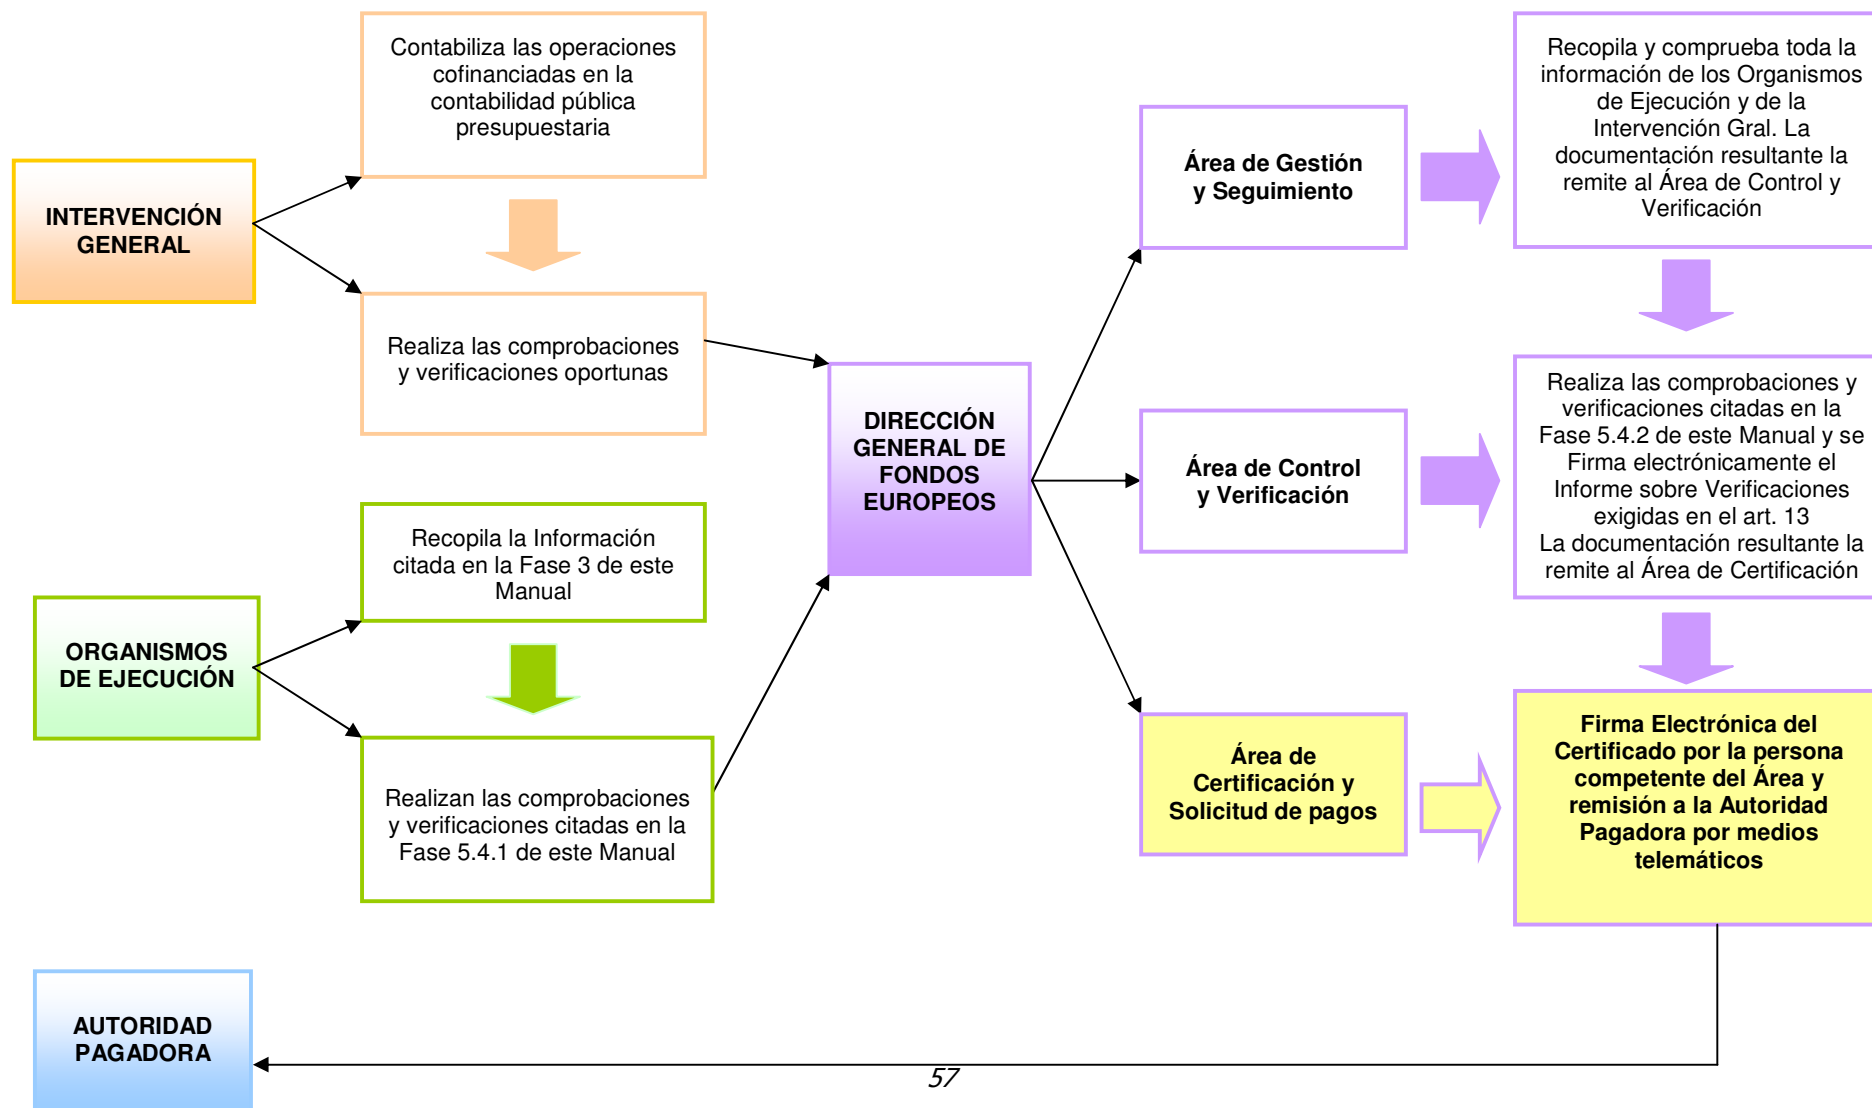 INTERVENCIÓN
GENERAL
Contabiliza las operaciones
cofinanciadas en la
contabilidad pública
presupuestaria
Realiza las comprobaciones
y verificaciones oportunas
ORGANISMOS
DE EJECUCIÓN
Recopila la Información
citada en la Fase 3 de este
Manual
Realizan las comprobaciones
y verificaciones citadas en la
Fase 5.4.1 de este Manual
DIRECCIÓN
GENERAL DE
FONDOS
EUROPEOS
Área de Gestión
y Seguimiento
Recopila y comprueba toda la
información de los Organismos
de Ejecución y de la
Intervención Gral. La
documentación resultante la
remite al Área de Control y
Verificación
Área de Control
y Verificación
Realiza las comprobaciones y
verificaciones citadas en la
Fase 5.4.2 de este Manual y se
Firma electrónicamente el
Informe sobre Verificaciones
exigidas en el art. 13
La documentación resultante la
remite al Área de Certificación
Área de
Certificación y
Solicitud de pagos
Firma Electrónica del
Certificado por la persona
competente del Área y
remisión a la Autoridad
Pagadora por medios
telemáticos
AUTORIDAD
PAGADORA
57